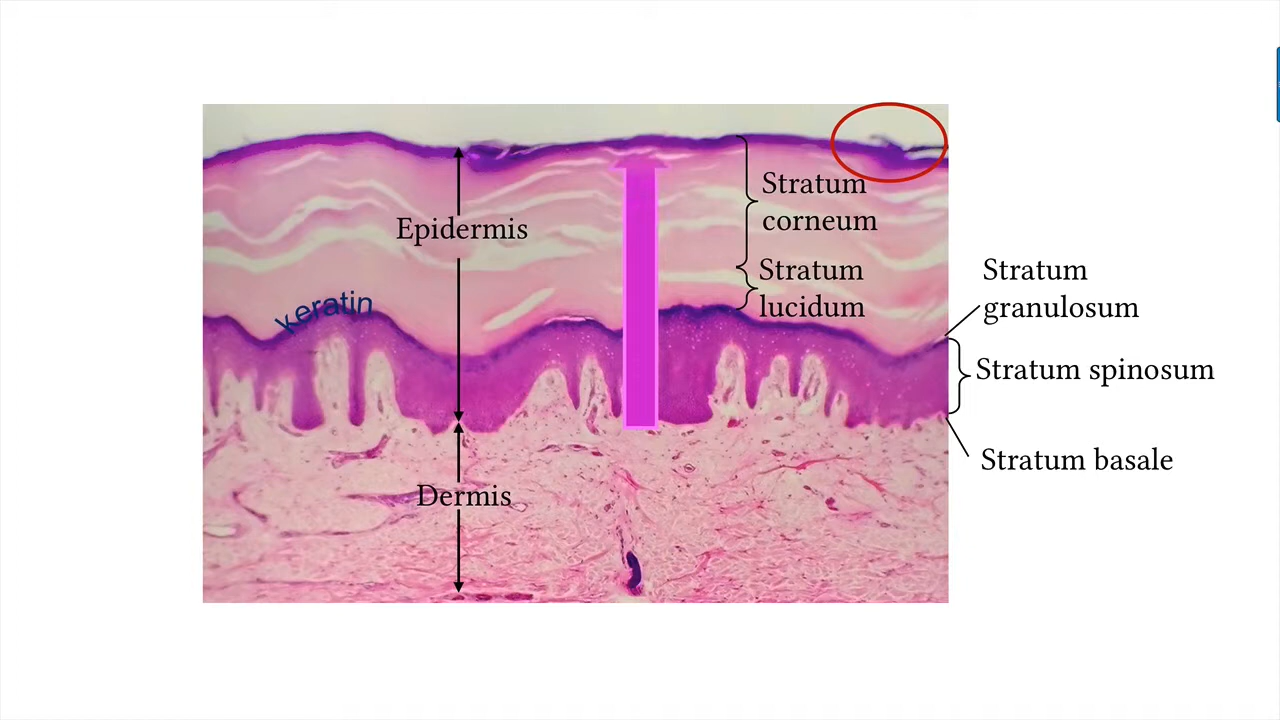 Stratum
corneum
Epidermis
Stratum
lucidum
Stratum
granulosum
keratin
Stratum spinosum
Stratum basale
Dermis